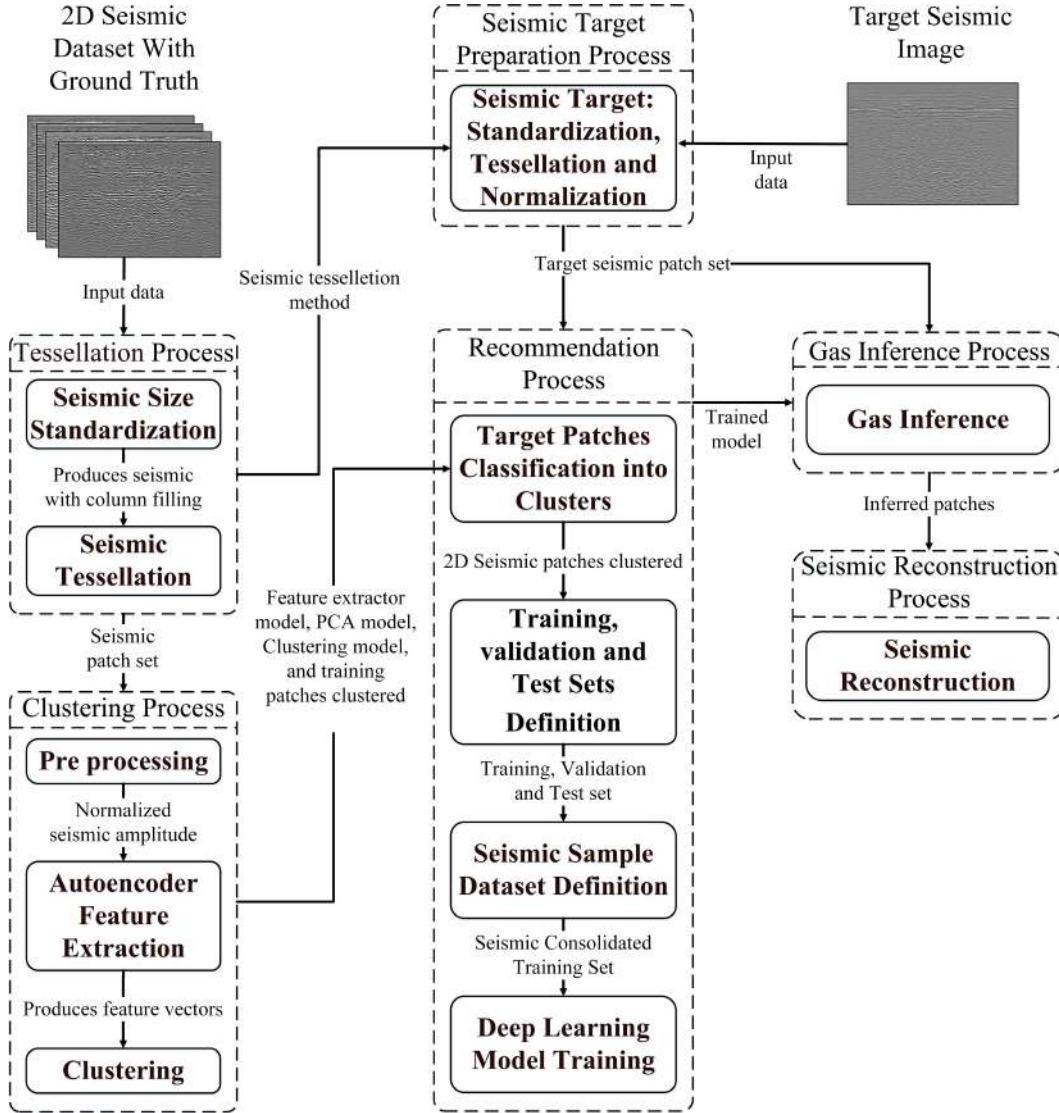 2D Seismic
Dataset With
Ground Truth
Input data
Tessellation Process
Seismic Size
Standardization
Produces seismic
with column filling
Seismic
Tessellation
Seismic
patch set
Clustering Process
Pre processing
Normalized
seismic amplitude
Autoencoder
Feature
Extraction
Produces feature vectors
Clustering
Seismic tesselletion
method
Feature extractor
model, PCA model,
Clustering model,
and training
patches clustered
Seismic Target
Preparation Process
Seismic Target:
Standardization,
Tessellation and
Normalization
Target Seismic
Image
Input
data
Target seismic patch set
Recommendation
Process
Target Patches
Classification into
Clusters
2D Seismic patches clustered
Training,
validation and
Test Sets
Definition
Training, Validation
and Test set
Seismic Sample
Dataset Definition
Seismic Consolidated
Training Set
Deep Learning
Model Training
Trained
model
Gas Inference Process
Gas Inference
Inferred patches
Seismic Reconstruction
Process
Seismic
Reconstruction